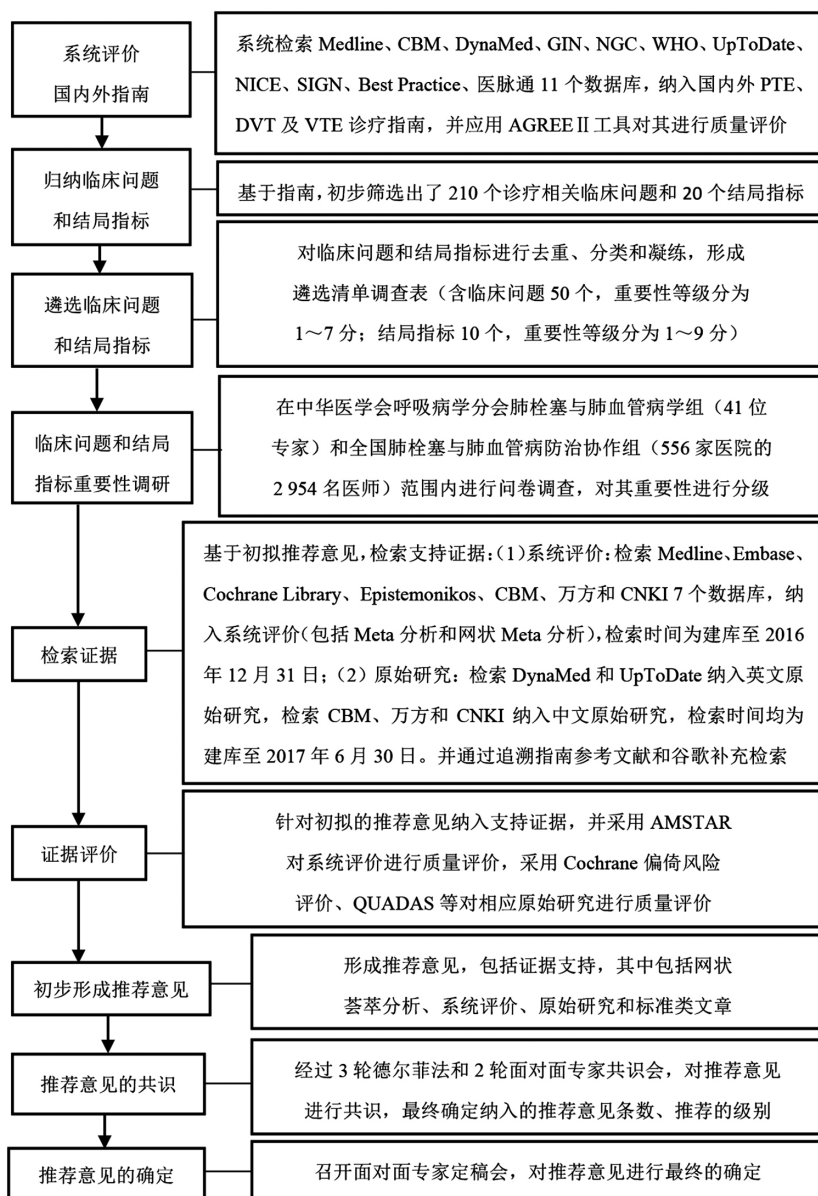 系统评价
国内外指南
系统检索 Medline、CBM、DynaMed、GIN、NGC、WHO、UpToDate、
NICE、SIGN、Best Practice、医脉通 11 个数据库，纳入国内外 PTE、
DVT 及 VTE 诊疗指南，并应用 AGREEⅡ工具对其进行质量评价
归纳临床问题
和结局指标
基于指南，初步筛选出了 210 个诊疗相关临床问题和 20 个结局指标
遴选临床问题
和结局指标
对临床问题和结局指标进行去重、分类和凝练，形成
遴选清单调查表（含临床问题 50 个，重要性等级分为
1～7 分；结局指标 10 个，重要性等级分为 1～9 分）
临床问题和结局
指标重要性调研
在中华医学会呼吸病学分会肺栓塞与肺血管病学组（41 位
专家）和全国肺栓塞与肺血管病防治协作组（556 家医院的
2 954 名医师）范围内进行问卷调查，对其重要性进行分级
检索证据
基于初拟推荐意见，检索支持证据：（1）系统评价：检索 Medline、Embase、
Cochrane Library、Epistemonikos、CBM、万方和 CNKI 7 个数据库，纳
入系统评价（包括 Meta 分析和网状 Meta 分析），检索时间为建库至 2016
年 12 月 31 日；（2）原始研究：检索 DynaMed 和 UpToDate 纳入英文原
始研究，检索 CBM、万方和 CNKI 纳入中文原始研究，检索时间均为
建库至 2017 年 6 月 30 日。并通过追溯指南参考文献和谷歌补充检索
证据评价
针对初拟的推荐意见纳入支持证据，并采用 AMSTAR
对系统评价进行质量评价，采用 Cochrane 偏倚风险
评价、QUADAS 等对相应原始研究进行质量评价
初步形成推荐意见
形成推荐意见，包括证据支持，其中包括网状
荟萃分析、系统评价、原始研究和标准类文章
推荐意见的共识
经过 3 轮德尔菲法和 2 轮面对面专家共识会，对推荐意见
进行共识，最终确定纳入的推荐意见条数、推荐的级别
推荐意见的确定
召开面对面专家定稿会，对推荐意见进行最终的确定